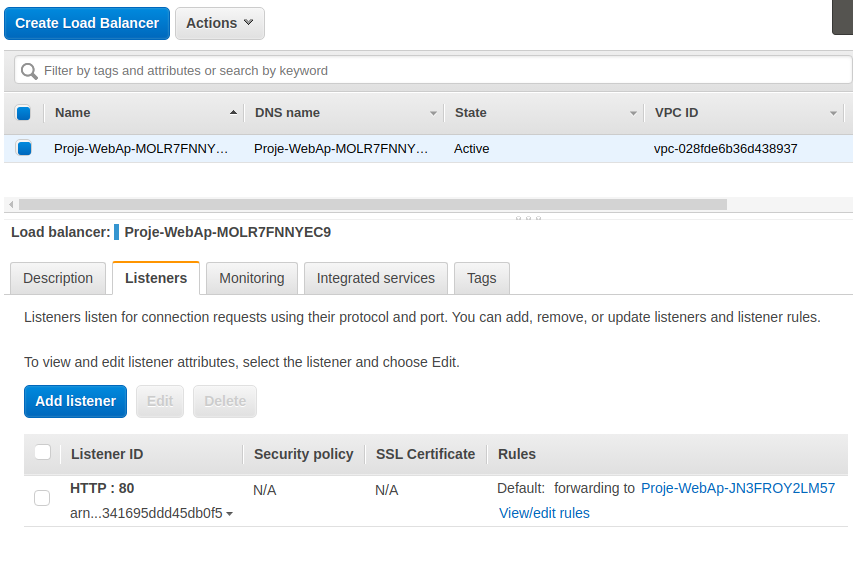 Create Load Balancer Actions
Filter by tags and attributes or search by keyword
Name DNS name State VPC ID
Proje-WebAp-MOLR7FNNY… Proje-WebAp-MOLR7FNNY… Active vpc-028fde6b36d438937
Load balancer: Proje-WebAp-MOLR7FNNYEC9
Description Listeners Monitoring Integrated services Tags
Listeners listen for connection requests using their protocol and port. You can add, remove, or update listeners and listener rules.
To view and edit listener attributes, select the listener and choose Edit.
Add listener Edit Delete
Listener ID Security policy SSL Certificate Rules
HTTP : 80 N/A N/A Default: forwarding to Proje-WebAp-JN3FROY2LM57
arn...341695ddd45db0f5 View/edit rules